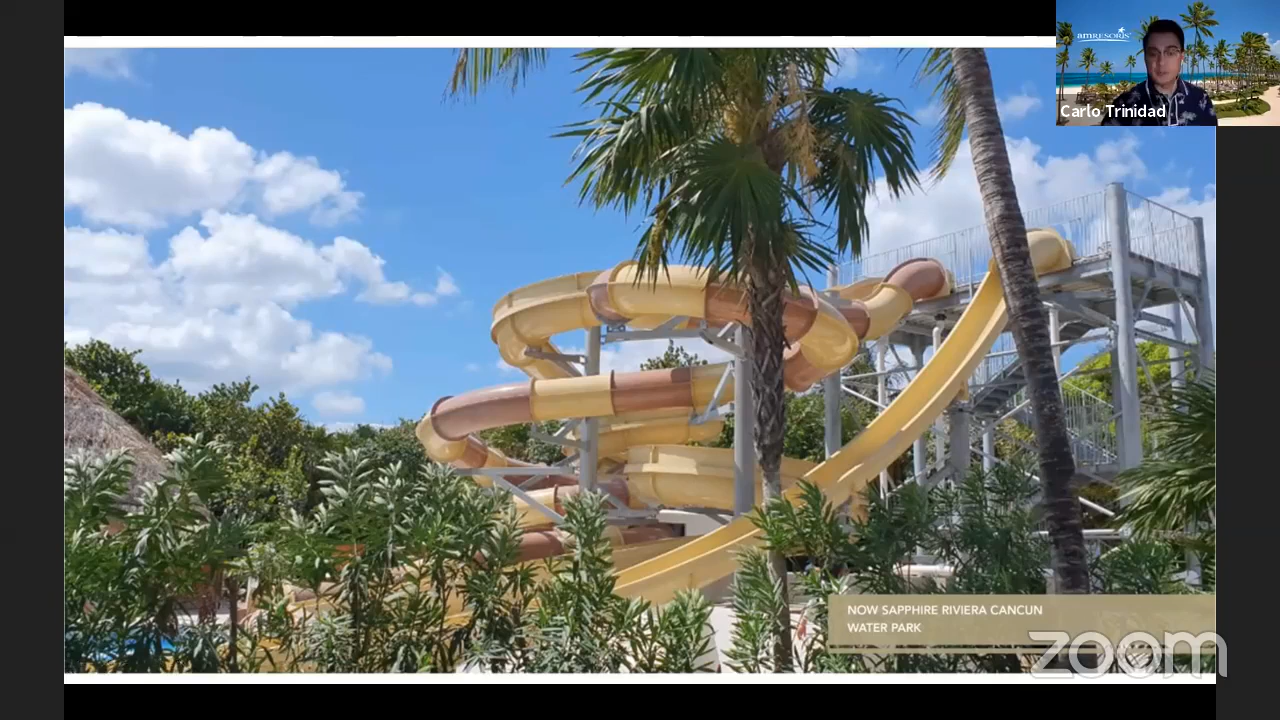 AMRESORTS
Carlo Trinidad
NOW SAPPHIRE RIVIERA CANCUN
WATER PARK
zoom